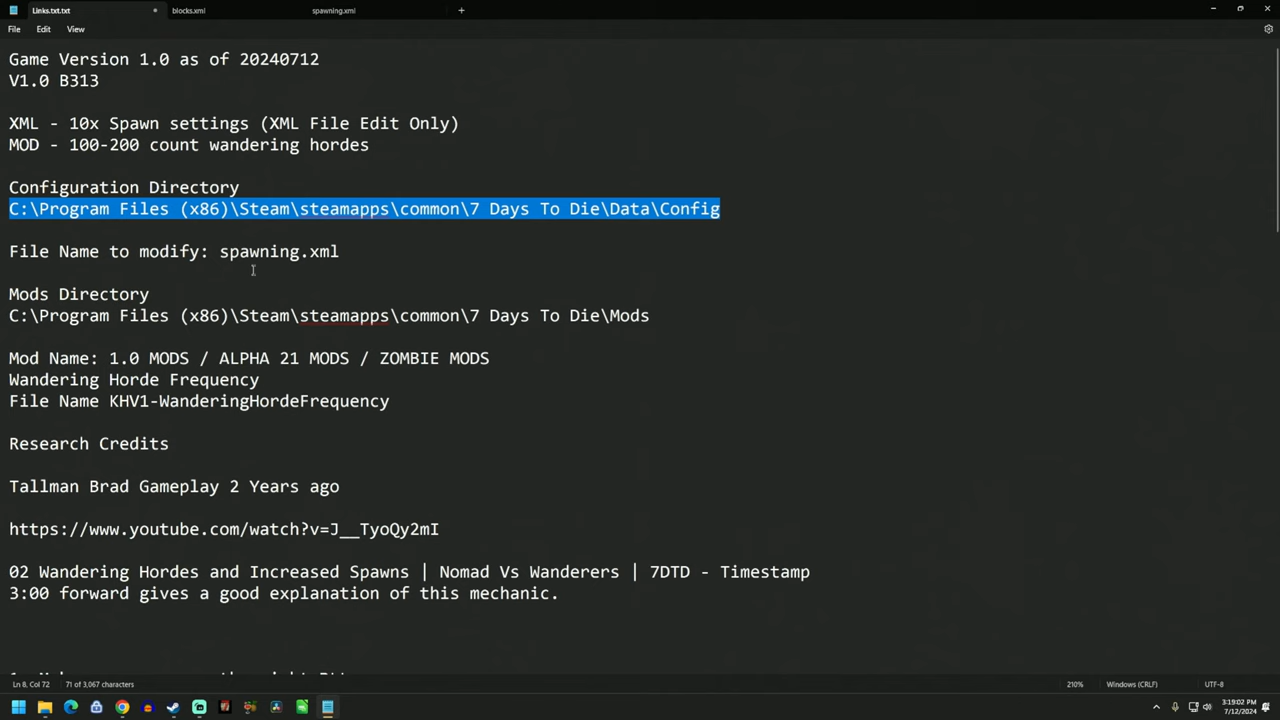 Links.txt.txt
blocks.xml
spawning.xml
File
Edit
View
Game Version 1.0 as of 20240712
V1.0 B313
XML - 10x Spawn settings (XML File Edit Only)
MOD - 100-200 count wandering hordes
Configuration Directory
C:\Program Files (x86)\Steam\steamapps\common\7 Days To Die\Data\Config
File Name to modify: spawning.xml
Mods Directory
C:\Program Files (x86)\Steam\steamapps\common\7 Days To Die\Mods
Mod Name: 1.0 MODS / ALPHA 21 MODS / ZOMBIE MODS
Wandering Horde Frequency
File Name KHV1-WanderingHordeFrequency
Research Credits
Tallman Brad Gameplay 2 Years ago
https://www.youtube.com/watch?v=J__TyoQy2mI
02 Wandering Hordes and Increased Spawns | Nomad Vs Wanderers | 7DTD - Timestamp
3:00 forward gives a good explanation of this mechanic.
Ln 8, Col 72
71 of 3,067 characters
210%
Windows (CRLF)
UTF-8
3:19:02 PM
7/12/2024